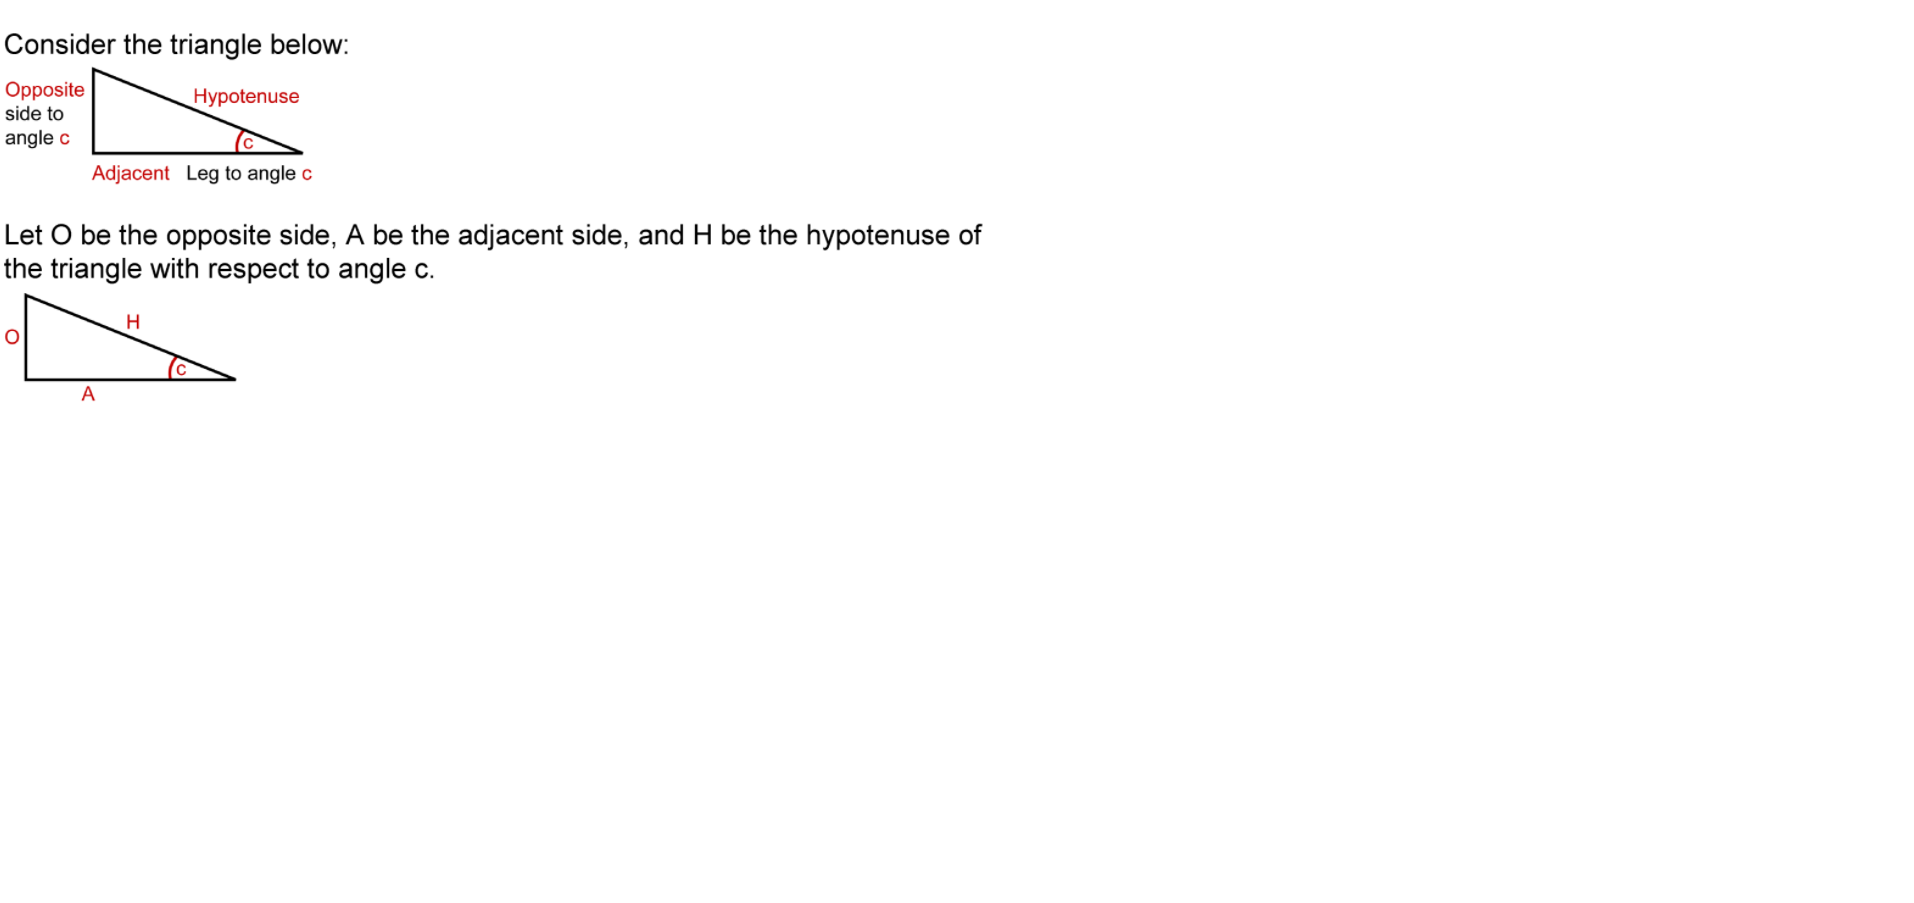 Consider the triangle below:
Opposite
side to
angle c
Hypotenuse
c
Adjacent Leg to angle c
Let O be the opposite side, A be the adjacent side, and H be the hypotenuse of
the triangle with respect to angle c.
H
O
c
A